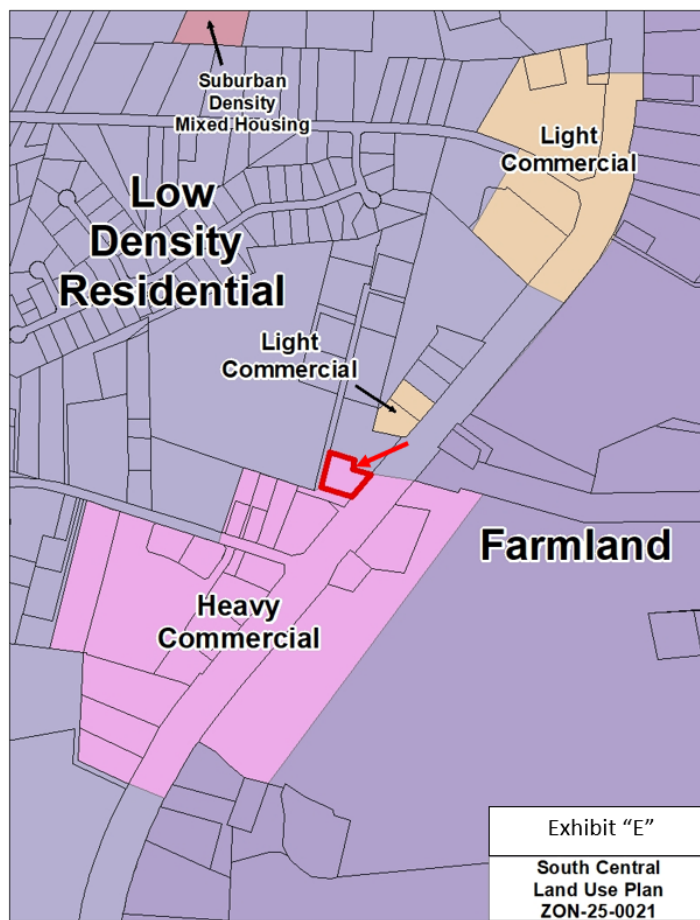 Suburban
Density
Mixed Housing
Light
Commercial
Low
Density
Residential
Light
Commercial
Farmland
Heavy
Commercial
Exhibit “E”
South Central
Land Use Plan
ZON-25-0021